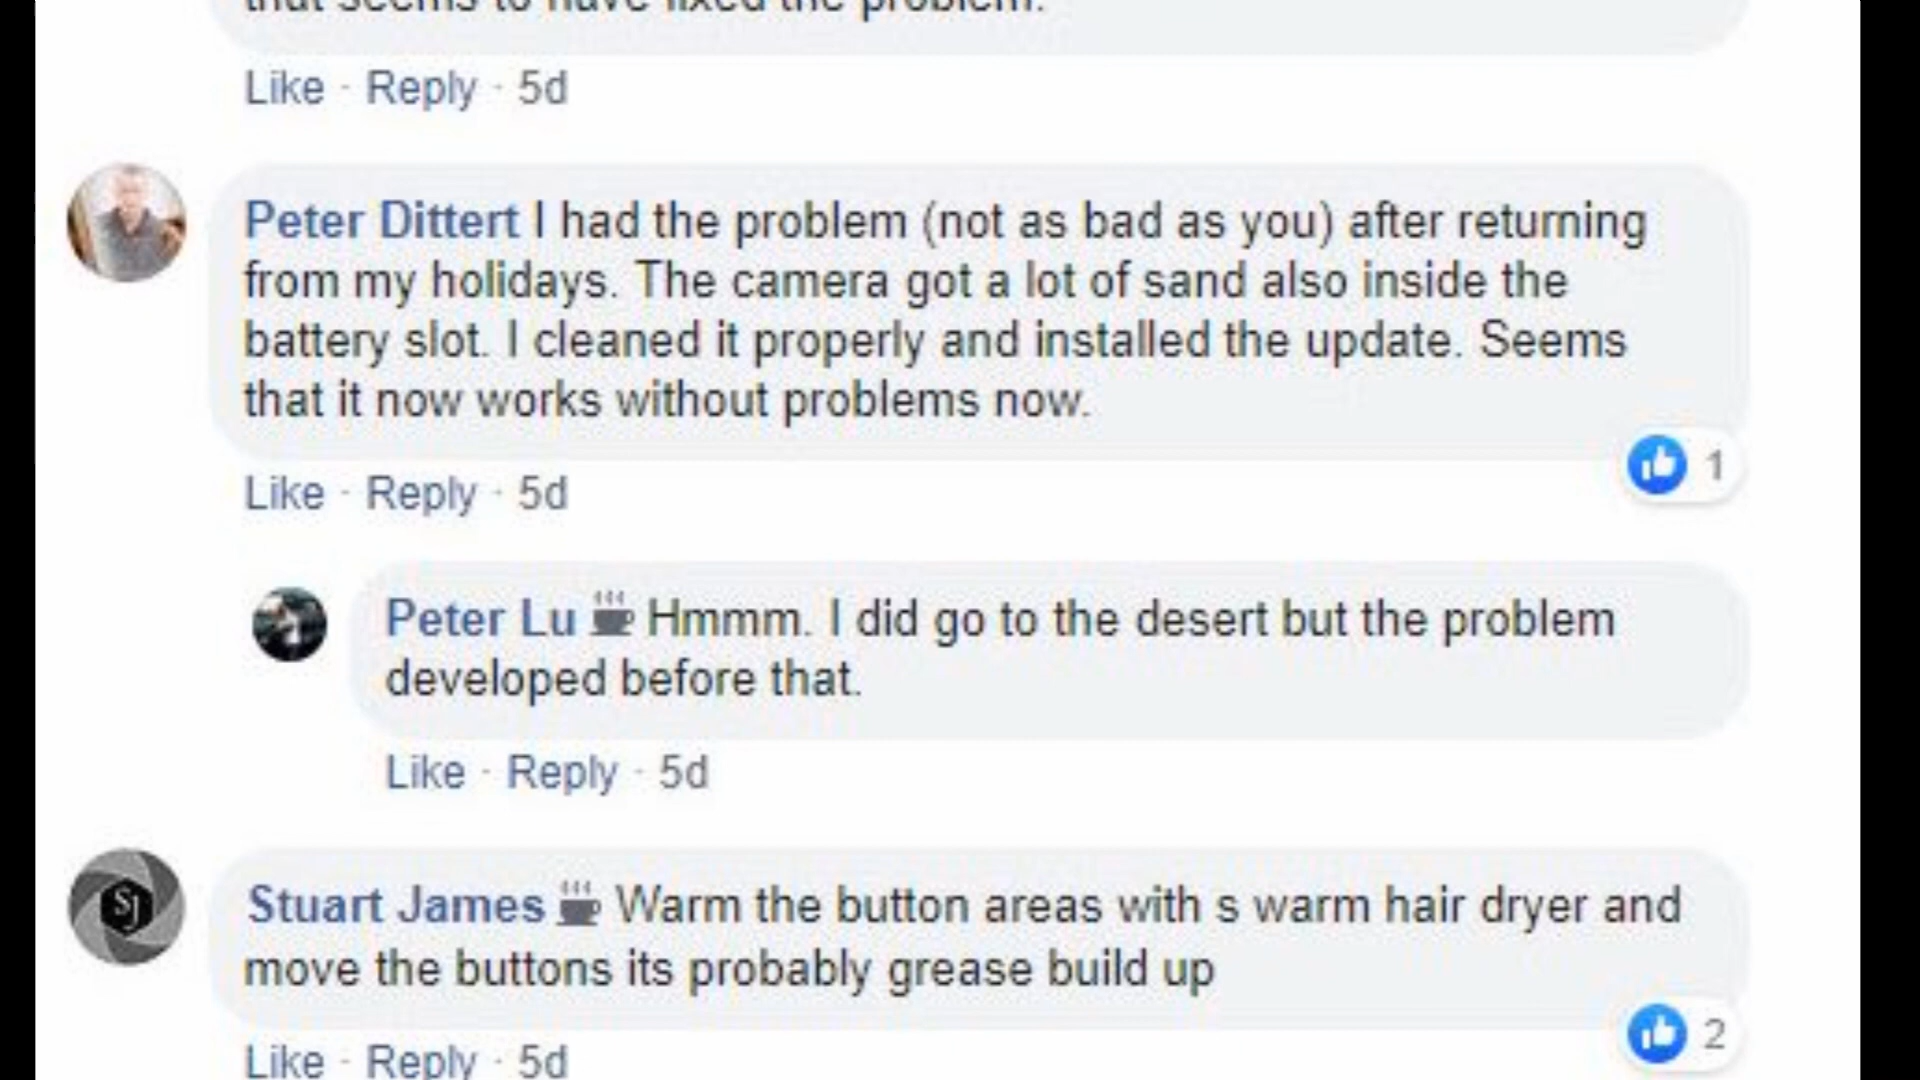 that seems to have fixed the problem.
Like · Reply · 5d
Peter Dittert I had the problem (not as bad as you) after returning
from my holidays. The camera got a lot of sand also inside the
battery slot. I cleaned it properly and installed the update. Seems
that it now works without problems now.
1
Like · Reply · 5d
Peter Lu Hmmm. I did go to the desert but the problem
developed before that.
Like · Reply · 5d
SJ
Stuart James Warm the button areas with s warm hair dryer and
move the buttons its probably grease build up
2
Like · Reply · 5d